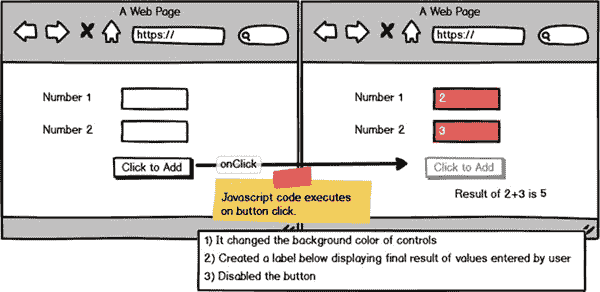 A Web Page
https://
Number 1
Number 2
Click to Add
onClick
Javascript code executes
on button click.
A Web Page
https://
Number 1
2
Number 2
3
Click to Add
Result of 2+3 is 5
1) It changed the background color of controls
2) Created a label below displaying final result of values entered by user
3) Disabled the button